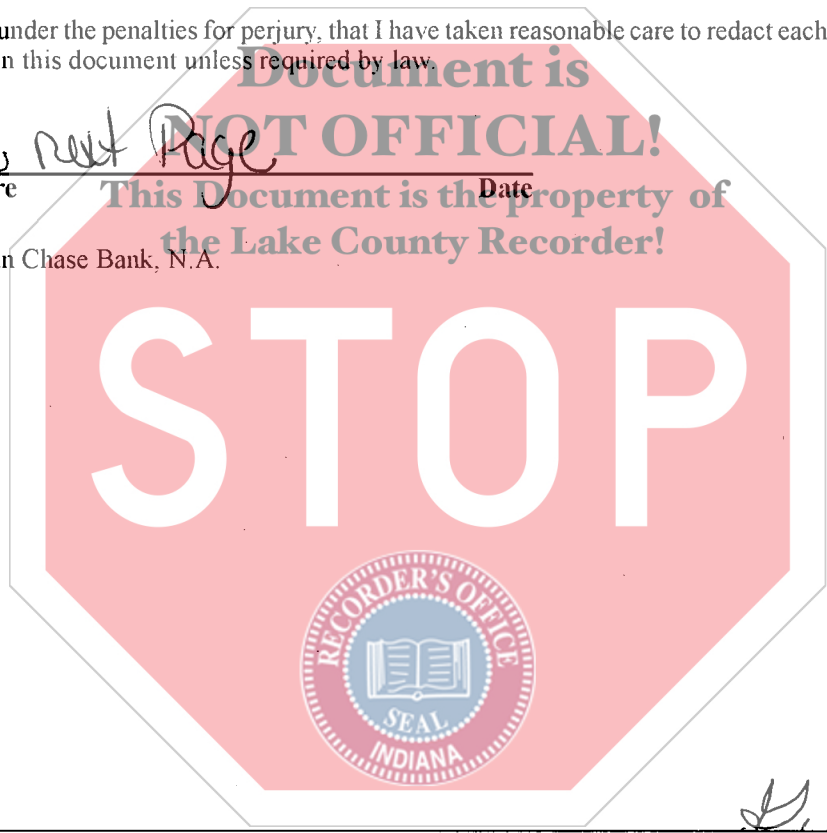 under the penalties for perjury, that I have taken reasonable care to redact each
n this document unless required by law.
Document is
NOT OFFICIAL!
next Page
re Date
This Document is the property of
the Lake County Recorder!
n Chase Bank, N.A.
STOP
RECORDER'S OFFICE
SEAL
INDIANA